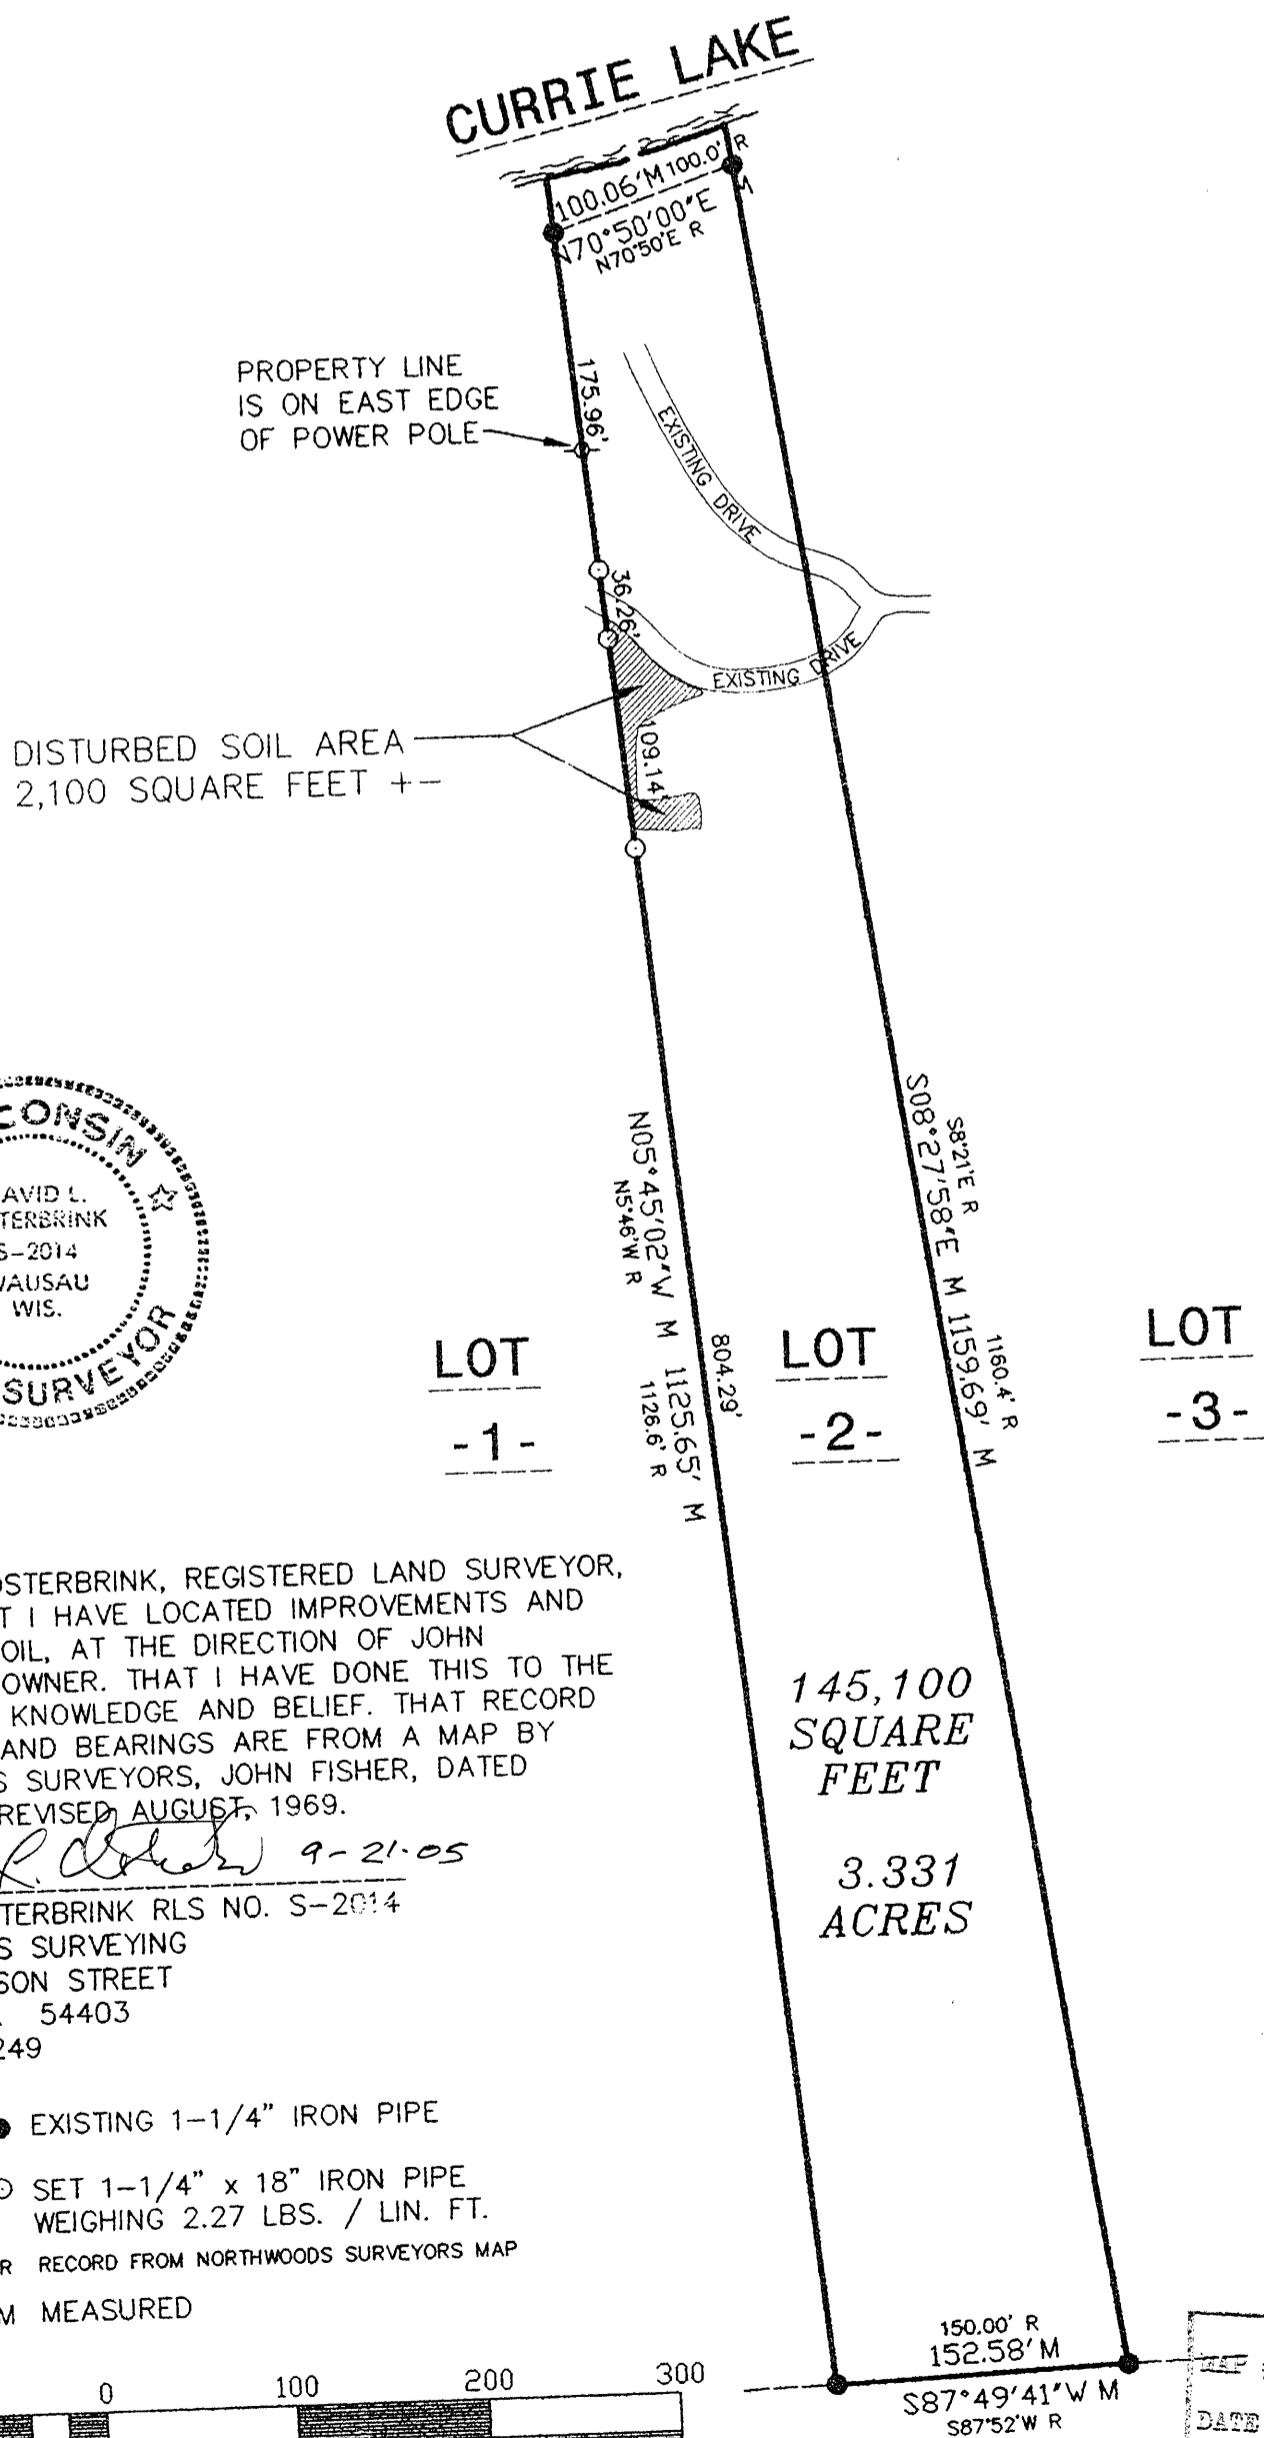 CURRIE LAKE
100.06'M 100.0' R
N70°50'00"E M
N70°50'E R
PROPERTY LINE
IS ON EAST EDGE
OF POWER POLE
175.96'
EXISTING DRIVE
36.26'
EXISTING DRIVE
DISTURBED SOIL AREA
2,100 SQUARE FEET +-
109.14'
CONSIN
AVID L.
TERBRINK
S-2014
WAUSAU
WIS.
SURVEYOR
N05°45'02"W M 1125.65' M
N5°46'W R 1126.6' R
804.29'
S8°21'E R 1160.4' R
S08°27'58"E M 1159.69' M
LOT
-1-
LOT
-2-
LOT
-3-
OSTERBRINK, REGISTERED LAND SURVEYOR,
T I HAVE LOCATED IMPROVEMENTS AND
OIL, AT THE DIRECTION OF JOHN
OWNER. THAT I HAVE DONE THIS TO THE
KNOWLEDGE AND BELIEF. THAT RECORD
AND BEARINGS ARE FROM A MAP BY
S SURVEYORS, JOHN FISHER, DATED
REVISED AUGUST, 1969.
9-21-05
TERBRINK RLS NO. S-2014
S SURVEYING
SON STREET
54403
249
145,100
SQUARE
FEET
3.331
ACRES
EXISTING 1-1/4" IRON PIPE
SET 1-1/4" x 18" IRON PIPE
WEIGHING 2.27 LBS. / LIN. FT.
R RECORD FROM NORTHWOODS SURVEYORS MAP
M MEASURED
0 100 200 300
150.00' R
152.58'M
S87°49'41"W M
S87°52'W R
MAP
DATE